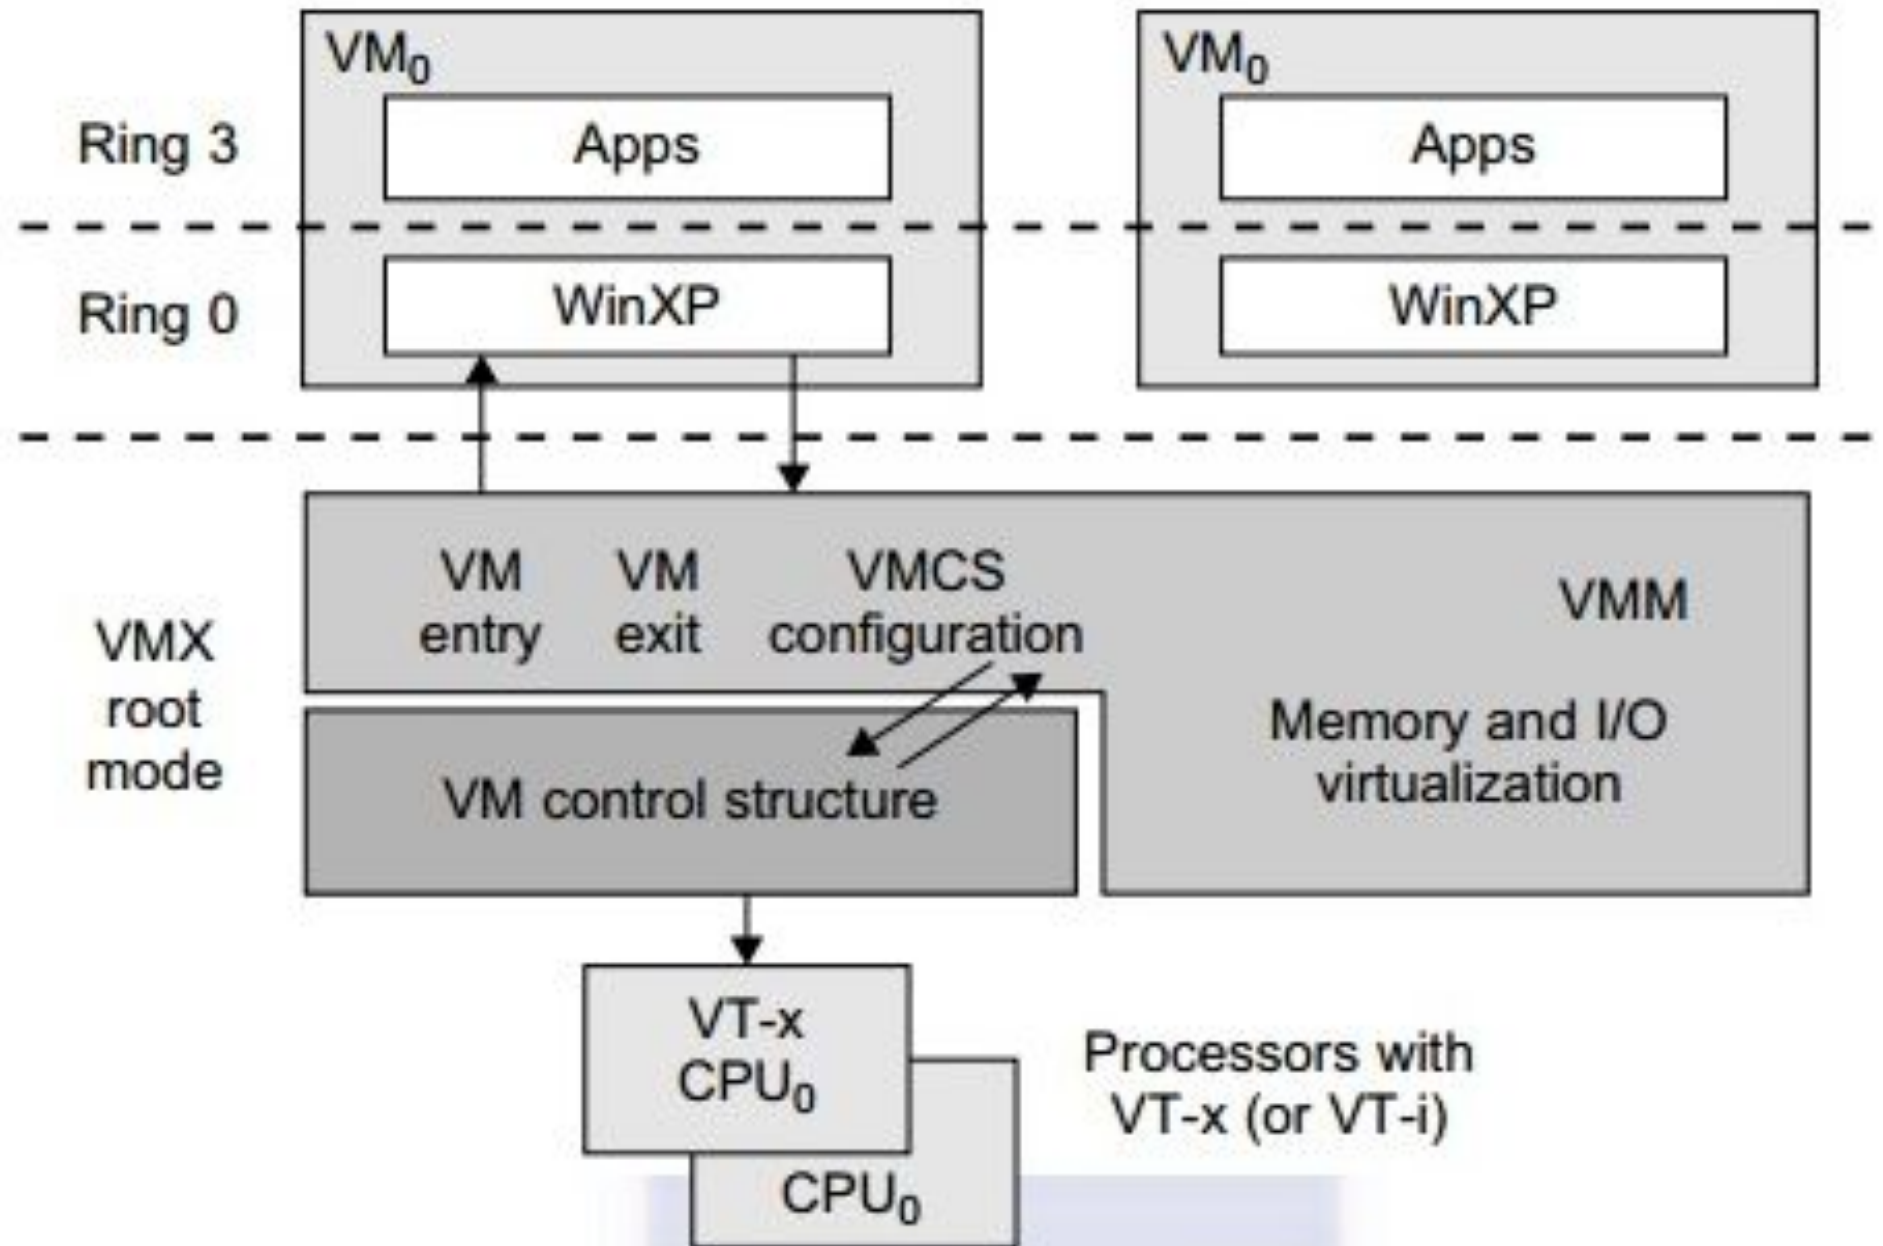 VM₀
VM₀
Ring 3
Apps
Apps
Ring 0
WinXP
WinXP
VM
entry
VM
exit
VMCS
configuration
VMM
VMX
root
mode
Memory and I/O
virtualization
VM control structure
VT-x
CPU₀
Processors with
VT-x (or VT-i)
CPU₀